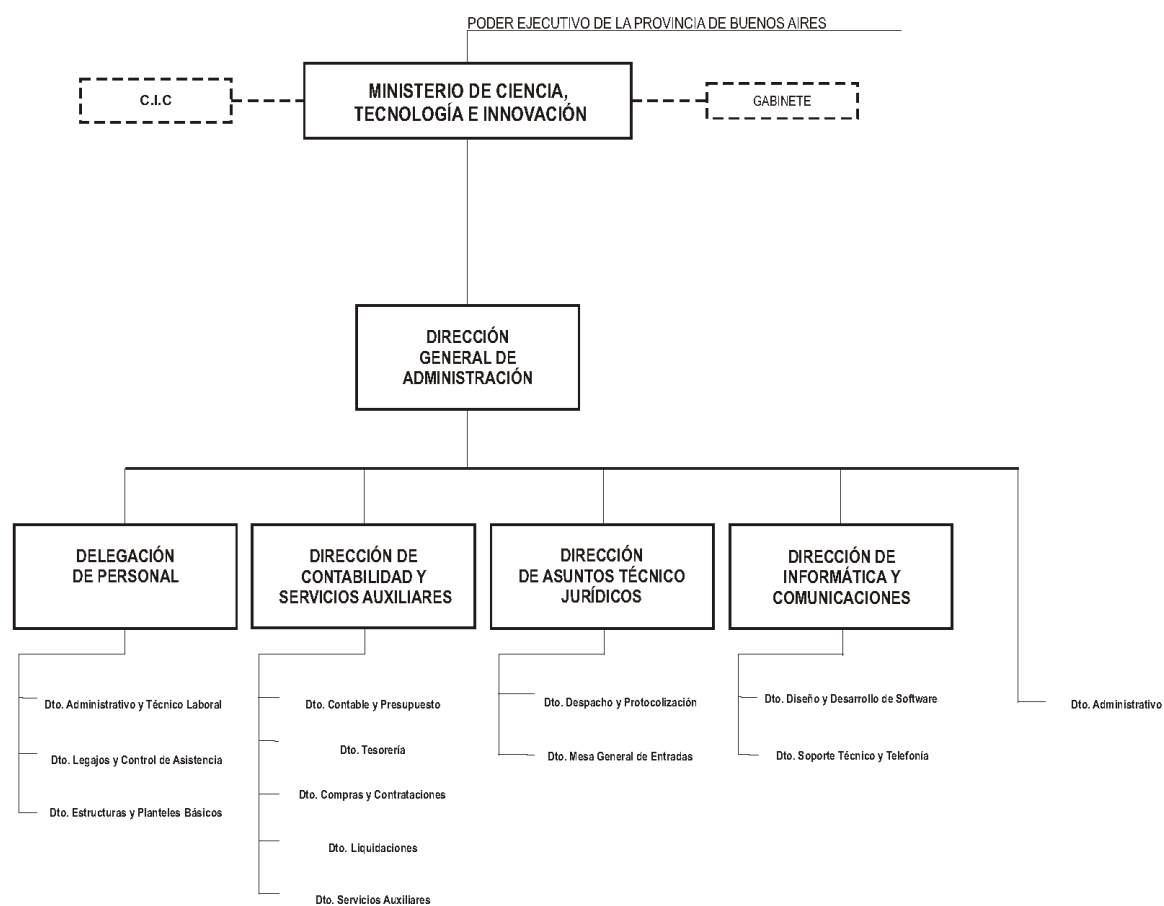 PODER EJECUTIVO DE LA PROVINCIA DE BUENOS AIRES
C.I.C
MINISTERIO DE CIENCIA,
TECNOLOGÍA E INNOVACIÓN
GABINETE
DIRECCIÓN
GENERAL DE
ADMINISTRACIÓN
DELEGACIÓN
DE PERSONAL
DIRECCIÓN DE
CONTABILIDAD Y
SERVICIOS AUXILIARES
DIRECCIÓN
DE ASUNTOS TÉCNICO
JURÍDICOS
DIRECCIÓN DE
INFORMÁTICA Y
COMUNICACIONES
Dto. Administrativo y Técnico Laboral
Dto. Legajos y Control de Asistencia
Dto. Estructuras y Planteles Básicos
Dto. Contable y Presupuesto
Dto. Tesorería
Dto. Compras y Contrataciones
Dto. Liquidaciones
Dto. Servicios Auxiliares
Dto. Despacho y Protocolización
Dto. Mesa General de Entradas
Dto. Diseño y Desarrollo de Software
Dto. Soporte Técnico y Telefonía
Dto. Administrativo